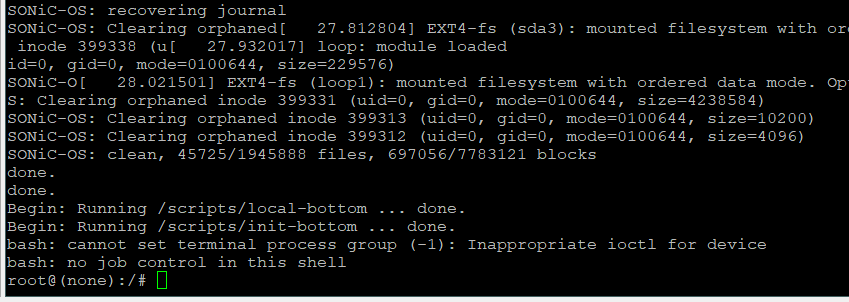 SONiC-OS: recovering journal
SONiC-OS: Clearing orphaned[   27.812804] EXT4-fs (sda3): mounted filesystem with or
 inode 399338 (u[   27.932017] loop: module loaded
id=0, gid=0, mode=0100644, size=229576)
SONiC-O[   28.021501] EXT4-fs (loop1): mounted filesystem with ordered data mode. Op
S: Clearing orphaned inode 399331 (uid=0, gid=0, mode=0100644, size=4238584)
SONiC-OS: Clearing orphaned inode 399313 (uid=0, gid=0, mode=0100644, size=10200)
SONiC-OS: Clearing orphaned inode 399312 (uid=0, gid=0, mode=0100644, size=4096)
SONiC-OS: clean, 45725/1945888 files, 697056/7783121 blocks
done.
done.
Begin: Running /scripts/local-bottom ... done.
Begin: Running /scripts/init-bottom ... done.
bash: cannot set terminal process group (-1): Inappropriate ioctl for device
bash: no job control in this shell
root@(none):/#